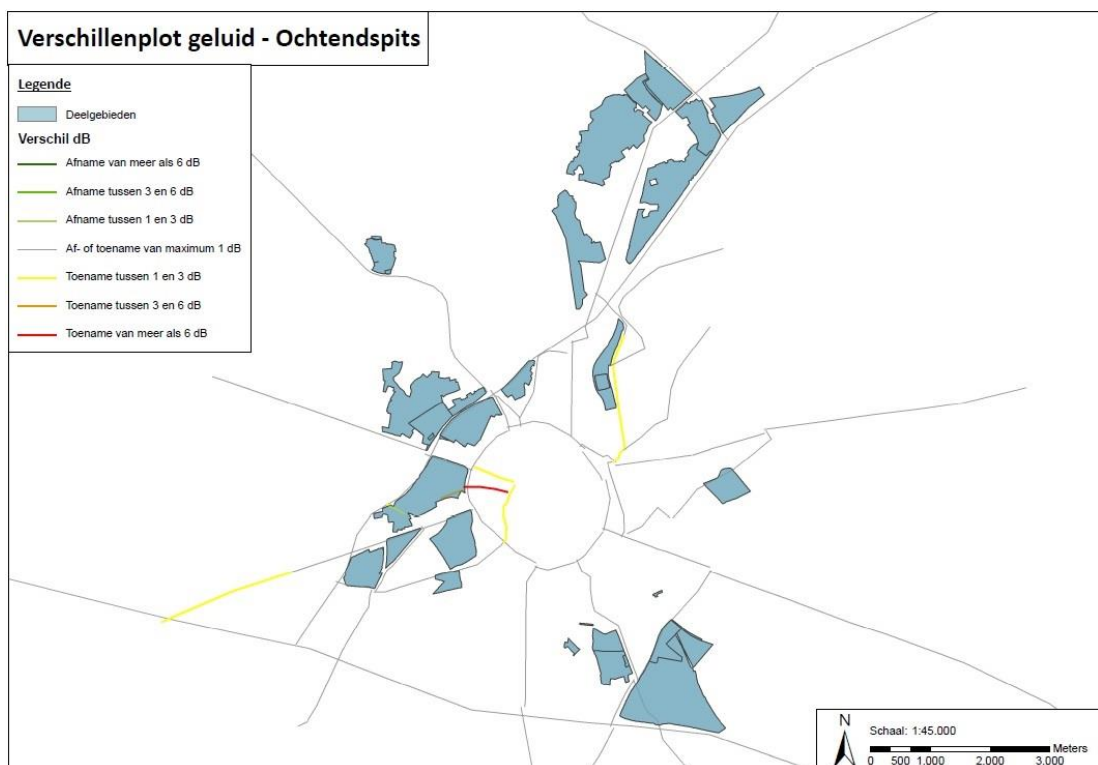 Verschillenplot geluid - Ochtendspits
Legende
Deelgebieden
Verschil dB
Afname van meer als 6 dB
Afname tussen 3 en 6 dB
Afname tussen 1 en 3 dB
Af- of toename van maximum 1 dB
Toename tussen 1 en 3 dB
Toename tussen 3 en 6 dB
Toename van meer als 6 dB
N
Schaal: 1:45.000
Meters
0 500 1.000 2.000 3.000